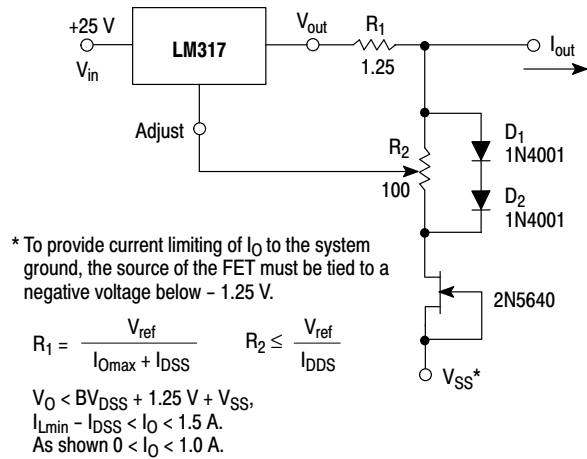 +25 V
V_in
LM317
V_out
R_1
1.25
I_out
Adjust
R_2
100
D_1
1N4001
D_2
1N4001
2N5640
V_SS*
* To provide current limiting of I_O to the system
ground, the source of the FET must be tied to a
negative voltage below – 1.25 V.
R_1 = V_ref / (I_Omax + I_DSS)
R_2 ≤ V_ref / I_DDS
V_O < BV_DSS + 1.25 V + V_SS,
I_Lmin – I_DSS < I_O < 1.5 A.
As shown 0 < I_O < 1.0 A.